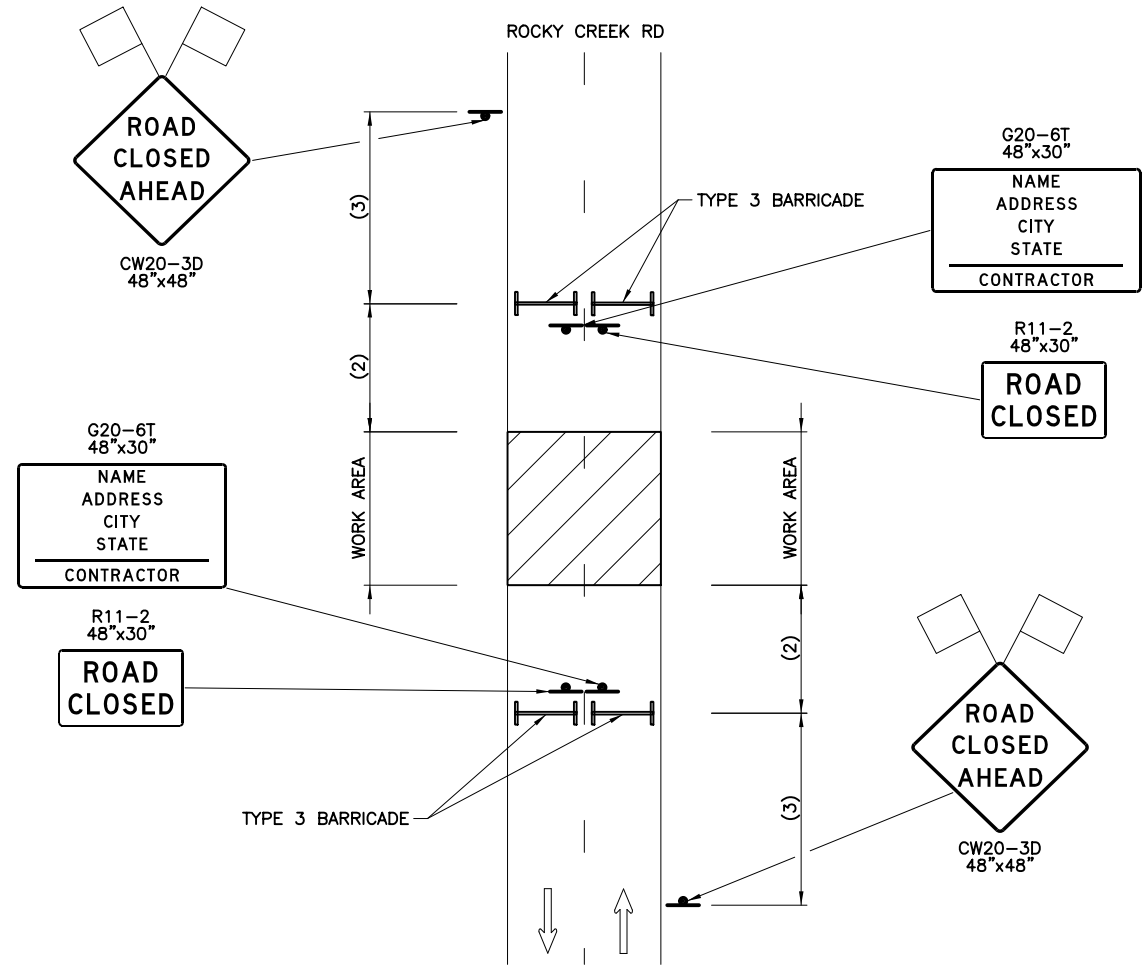 ROCKY CREEK RD
ROAD
CLOSED
AHEAD
CW20-3D
48"x48"
(3)
TYPE 3 BARRICADE
G20-6T
48"x30"
NAME
ADDRESS
CITY
STATE
CONTRACTOR
R11-2
48"x30"
ROAD
CLOSED
(2)
WORK AREA
WORK AREA
G20-6T
48"x30"
NAME
ADDRESS
CITY
STATE
CONTRACTOR
R11-2
48"x30"
ROAD
CLOSED
(2)
TYPE 3 BARRICADE
(3)
ROAD
CLOSED
AHEAD
CW20-3D
48"x48"